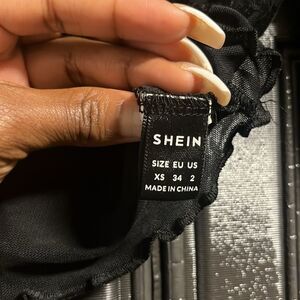 SHEIN
SIZE EU US
XS 34 2
MADE IN CHINA